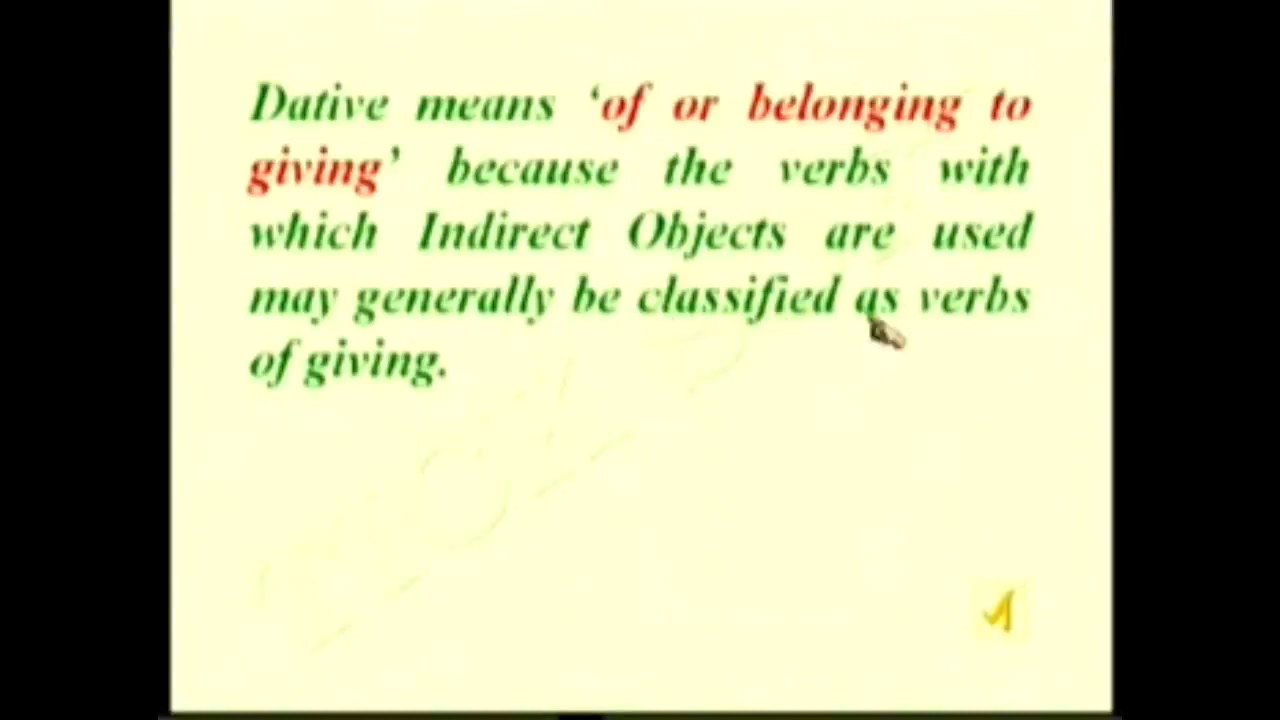 Dative means ‘of or belonging to
giving’ because the verbs with
which Indirect Objects are used
may generally be classified as verbs
of giving.